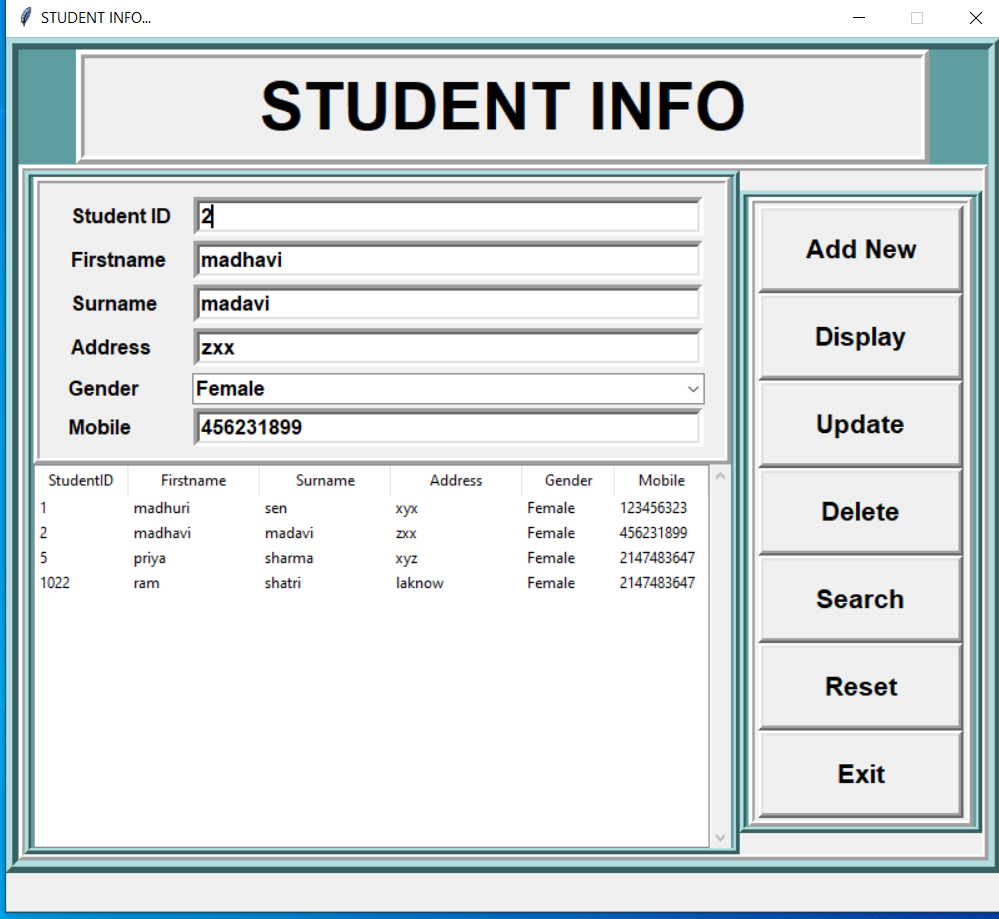 STUDENT INFO...
STUDENT INFO
Student ID 2
Firstname madhavi
Surname madavi
Address zxx
Gender Female
Mobile 456231899
StudentID Firstname Surname Address Gender Mobile
1 madhuri sen xyx Female 123456323
2 madhavi madavi zxx Female 456231899
5 priya sharma xyz Female 2147483647
1022 ram shatri laknow Female 2147483647
Add New
Display
Update
Delete
Search
Reset
Exit